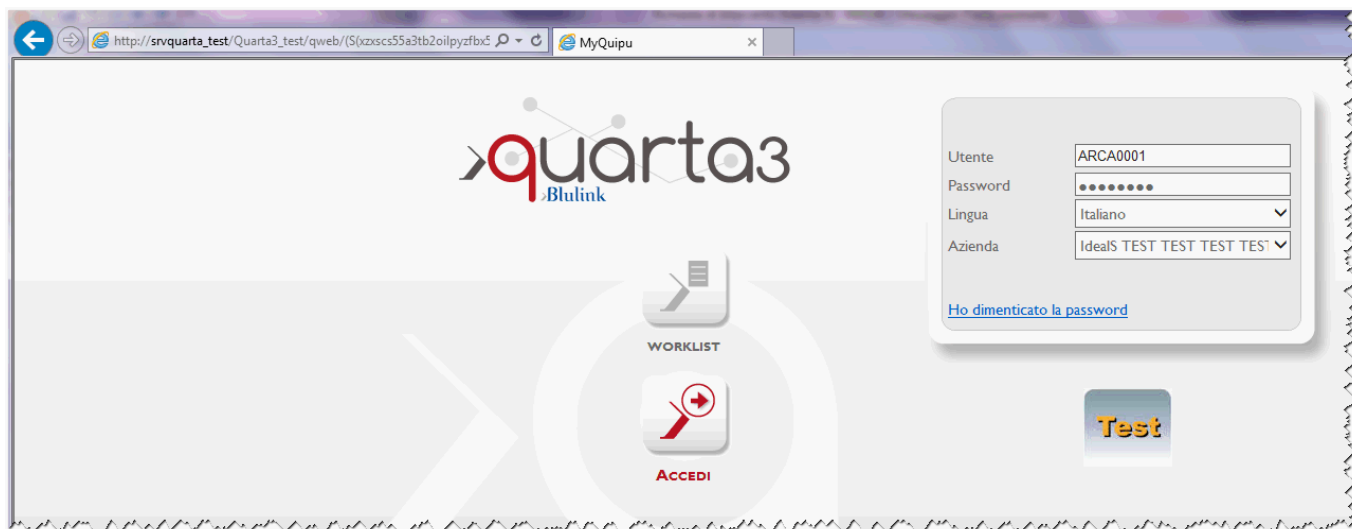 http://srvquarta_test/Quarta3_test/qweb/(S(xzxscs55a3tb2oilpyzfbx5
MyQuipu
quarta3
Blulink
Utente ARCA0001
Password ●●●●●●●●
Lingua Italiano
Azienda IdealS TEST TEST TEST TEST
Ho dimenticato la password
WORKLIST
ACCEDI
Test